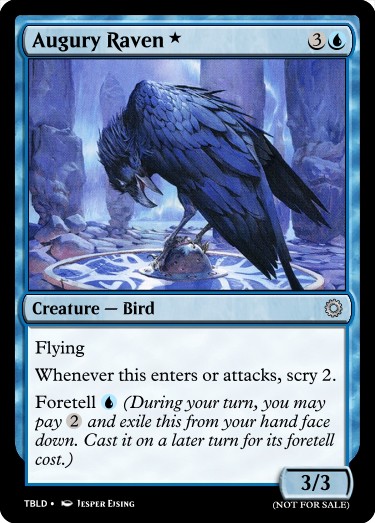 Augury Raven ★ 3
Creature — Bird
Flying
Whenever this enters or attacks, scry 2.
Foretell (During your turn, you may
pay 2 and exile this from your hand face
down. Cast it on a later turn for its foretell
cost.)
3/3
TBLD • Jesper Eising
(NOT FOR SALE)